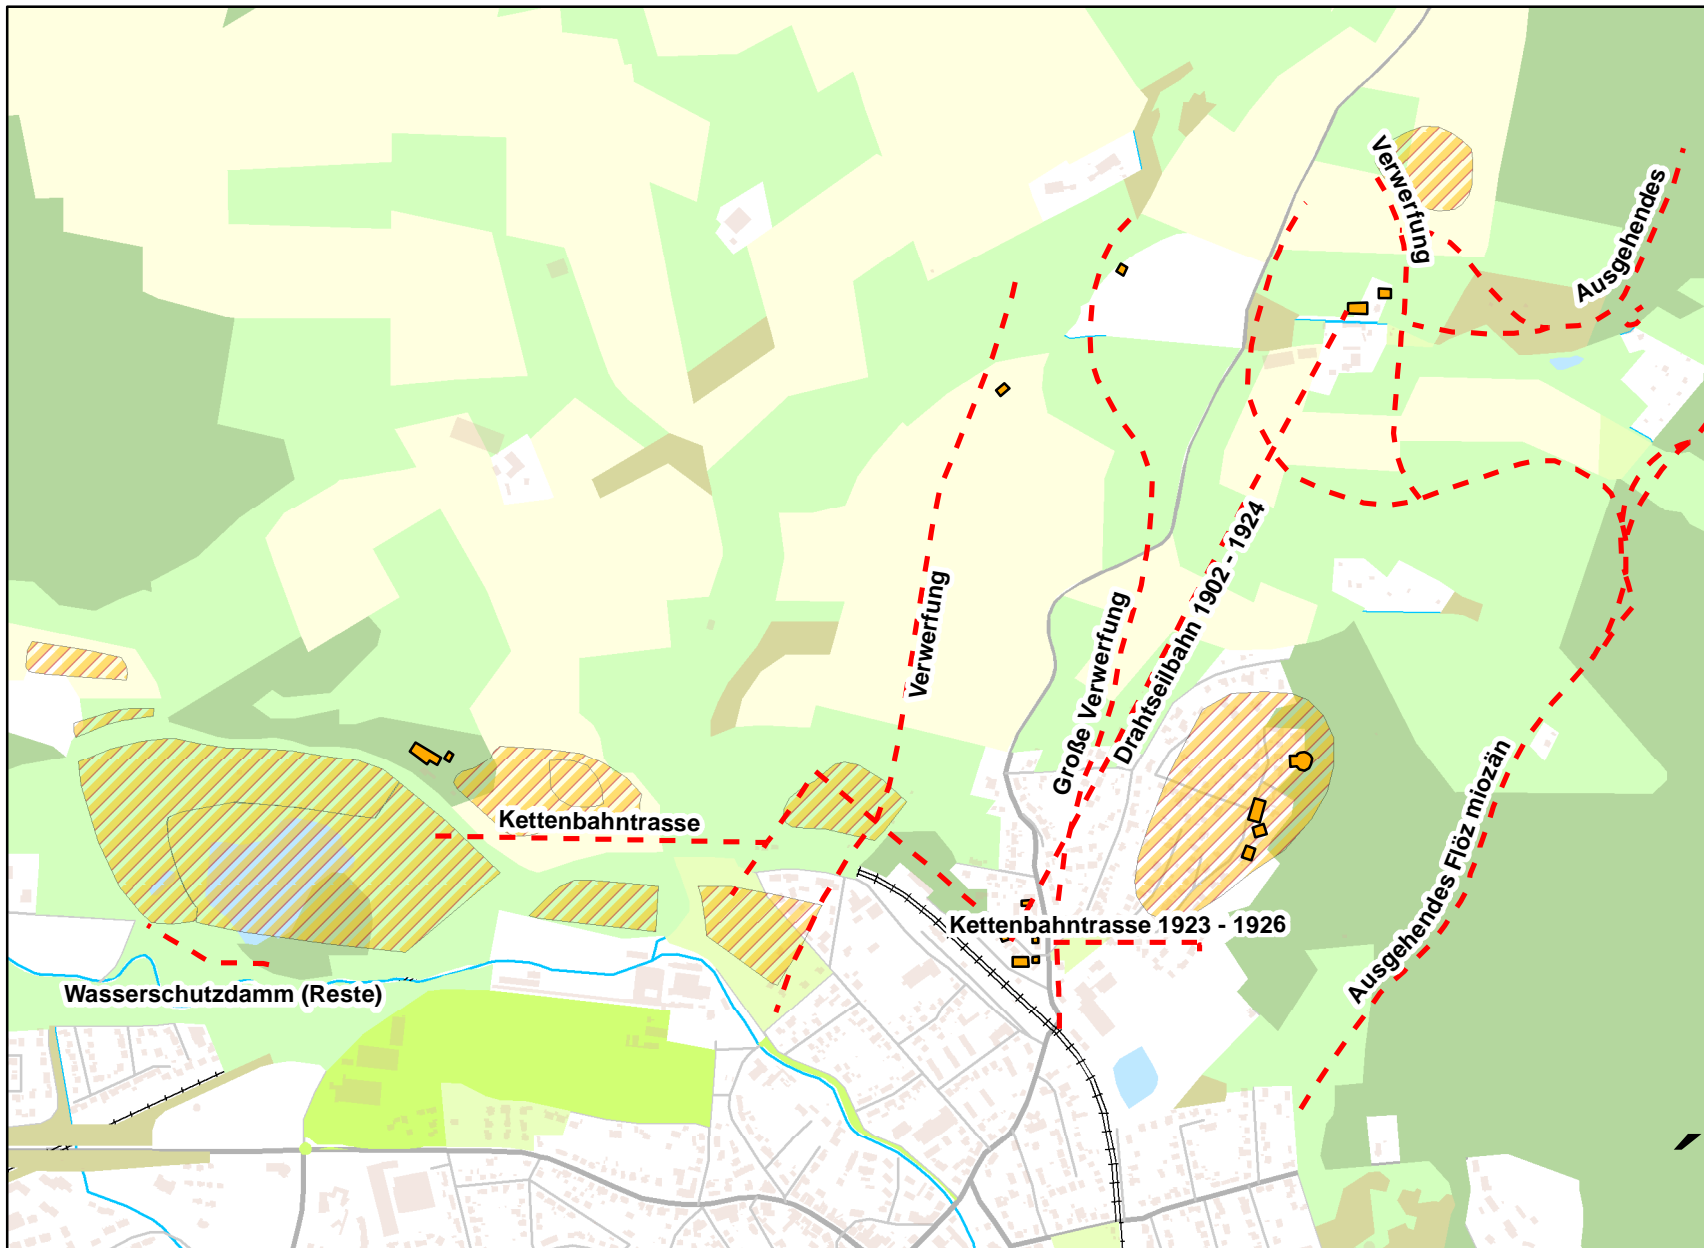 Verwerfung
Ausgehendes
Drahtseilbahn 1902 - 1924
Verwerfung
Große Verwerfung
Ausgehendes Flöz miozän
Kettenbahntrasse
Kettenbahntrasse 1923 - 1926
Wasserschutzdamm (Reste)